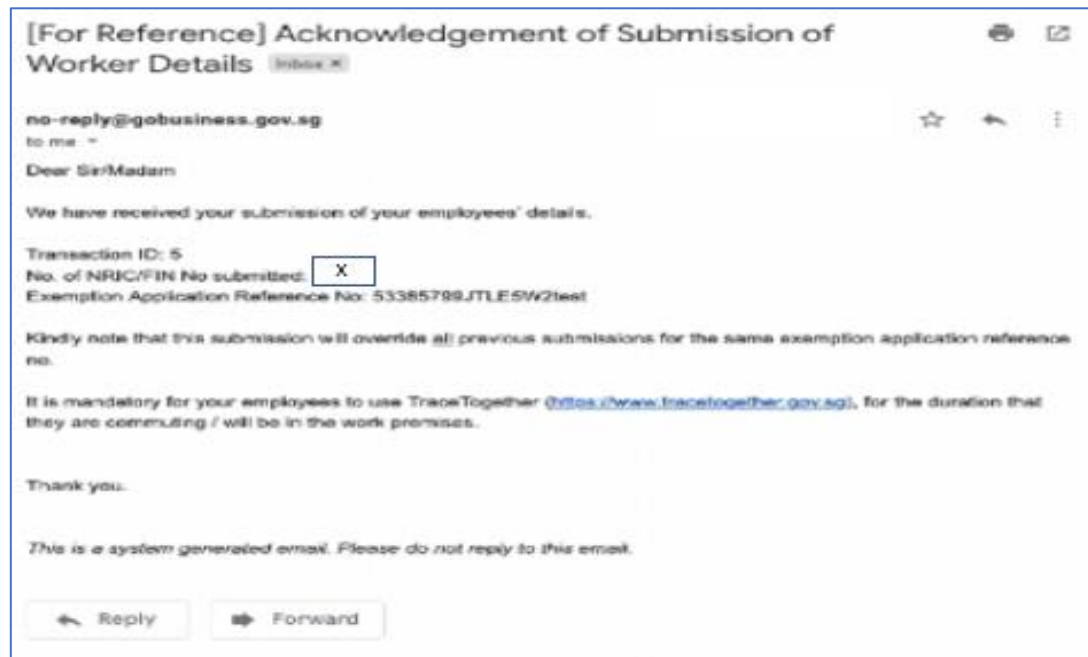 [For Reference] Acknowledgement of Submission of
Worker Details Inbox ×
no-reply@gobusiness.gov.sg
to me
Dear Sir/Madam
We have received your submission of your employees' details.
Transaction ID: 5
No. of NRIC/FIN No submitted: X
Exemption Application Reference No: 53385799JTLE5W2test
Kindly note that this submission will override all previous submissions for the same exemption application reference
no.
It is mandatory for your employees to use TraceTogether (https://www.tracetogether.gov.sg), for the duration that
they are commuting / will be in the work premises.
Thank you.
This is a system generated email. Please do not reply to this email.
Reply Forward